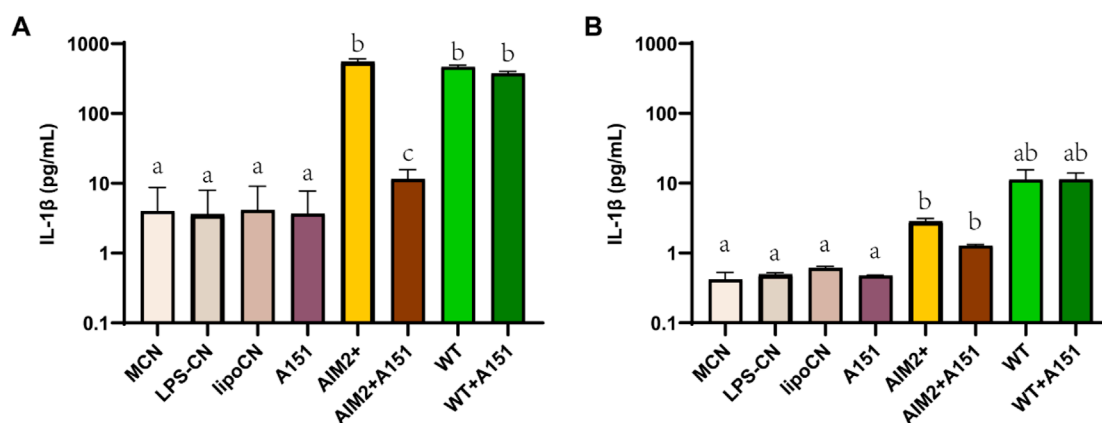 A
IL-1β (pg/mL)
1000
100
10
1
0.1
a
a
a
a
b
c
b
b
MCN
LPS-CN
lipoCN
A151
AIM2+
AIM2+A151
WT
WT+A151
B
IL-1β (pg/mL)
1000
100
10
1
0.1
a
a
a
a
b
b
ab
ab
MCN
LPS-CN
lipoCN
A151
AIM2+
AIM2+A151
WT
WT+A151